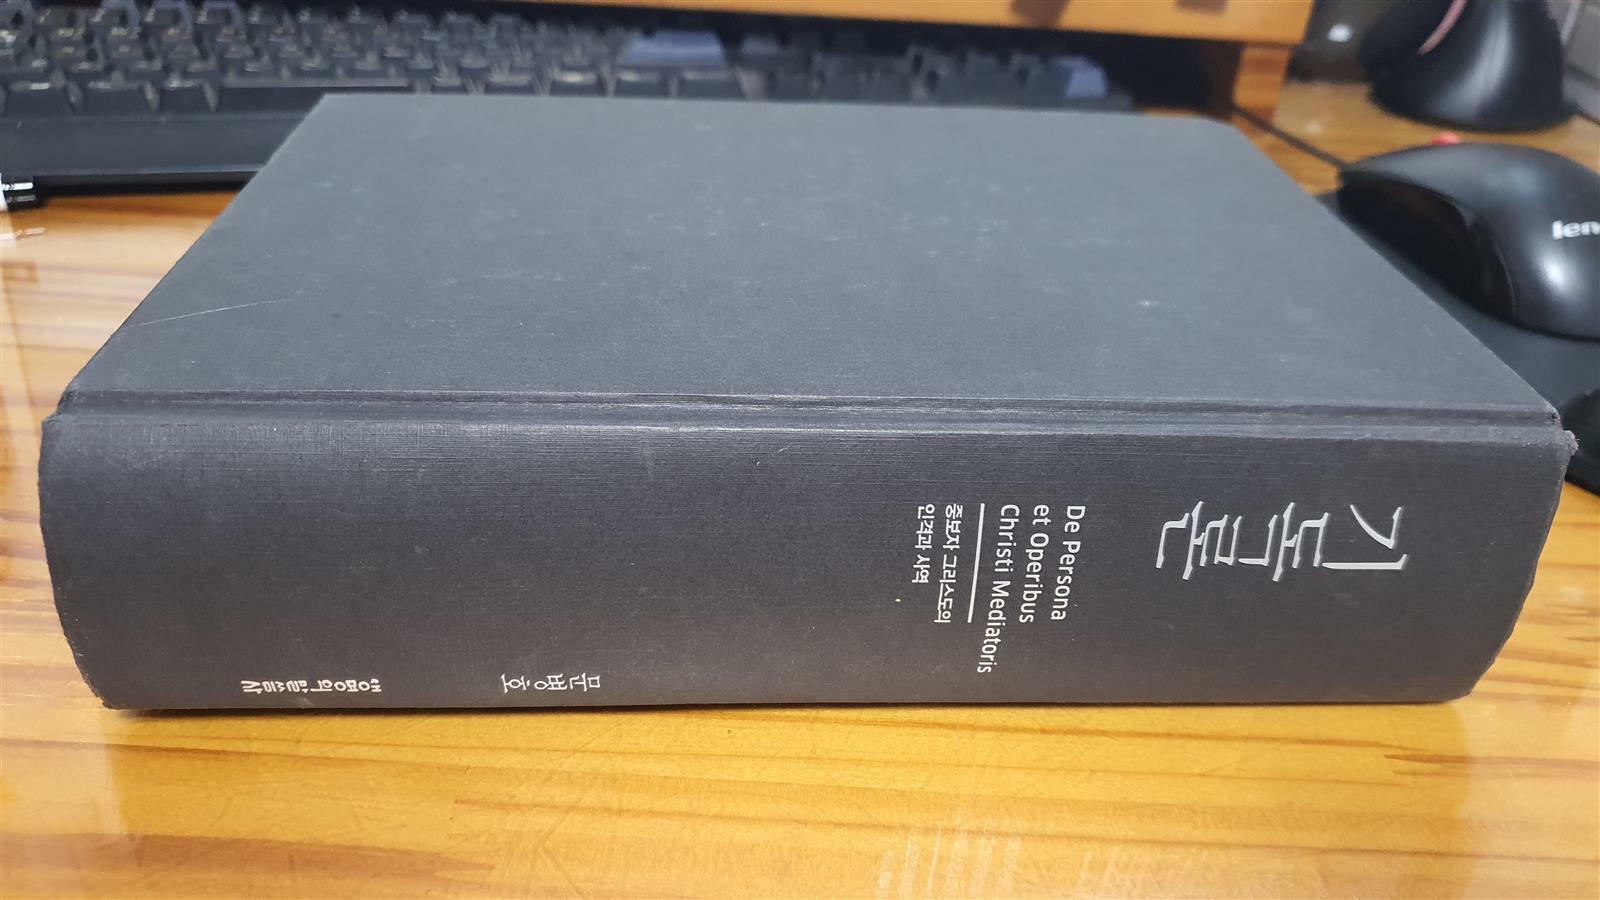 기독론
De Persona
et Operibus
Christi Mediatoris
중보자 그리스도의
인격과 사역
문병호
생명의말씀사
len